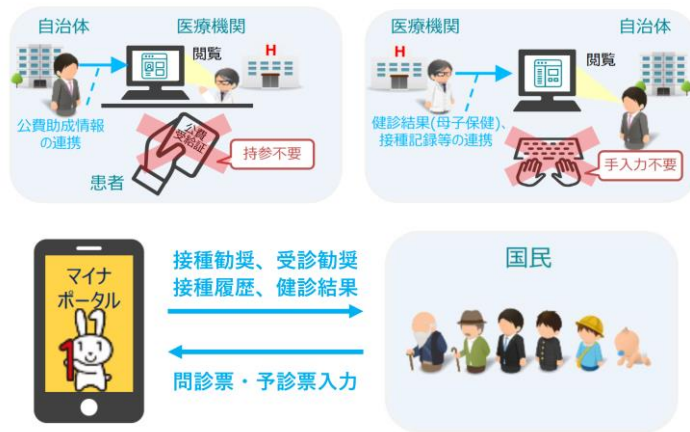 自治体
医療機関
閲覧
H
公費助成情報
の連携
公費
受給証
持参不要
患者
医療機関
自治体
H
閲覧
健診結果(母子保健)、
接種記録等の連携
手入力不要
マイナ
ポータル
1
接種勧奨、受診勧奨
接種履歴、健診結果
問診票・予診票入力
国民